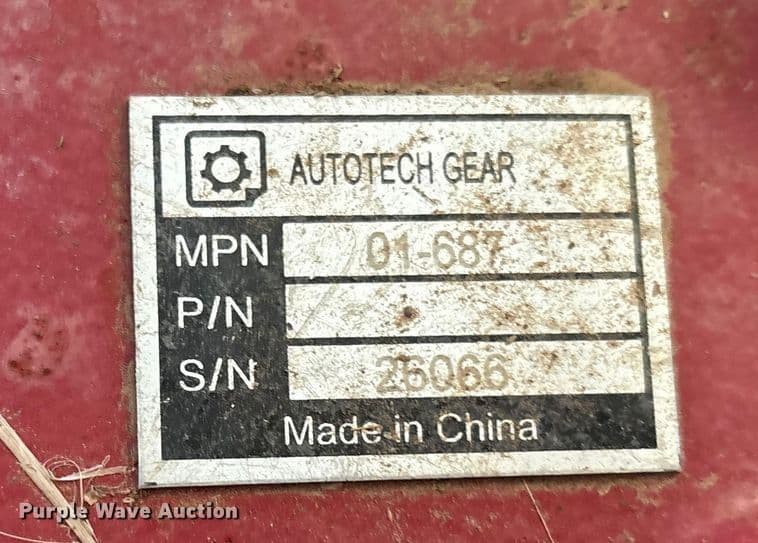 AUTOTECH GEAR
MPN 01-687
P/N
S/N 26066
Made in China
Purple Wave Auction